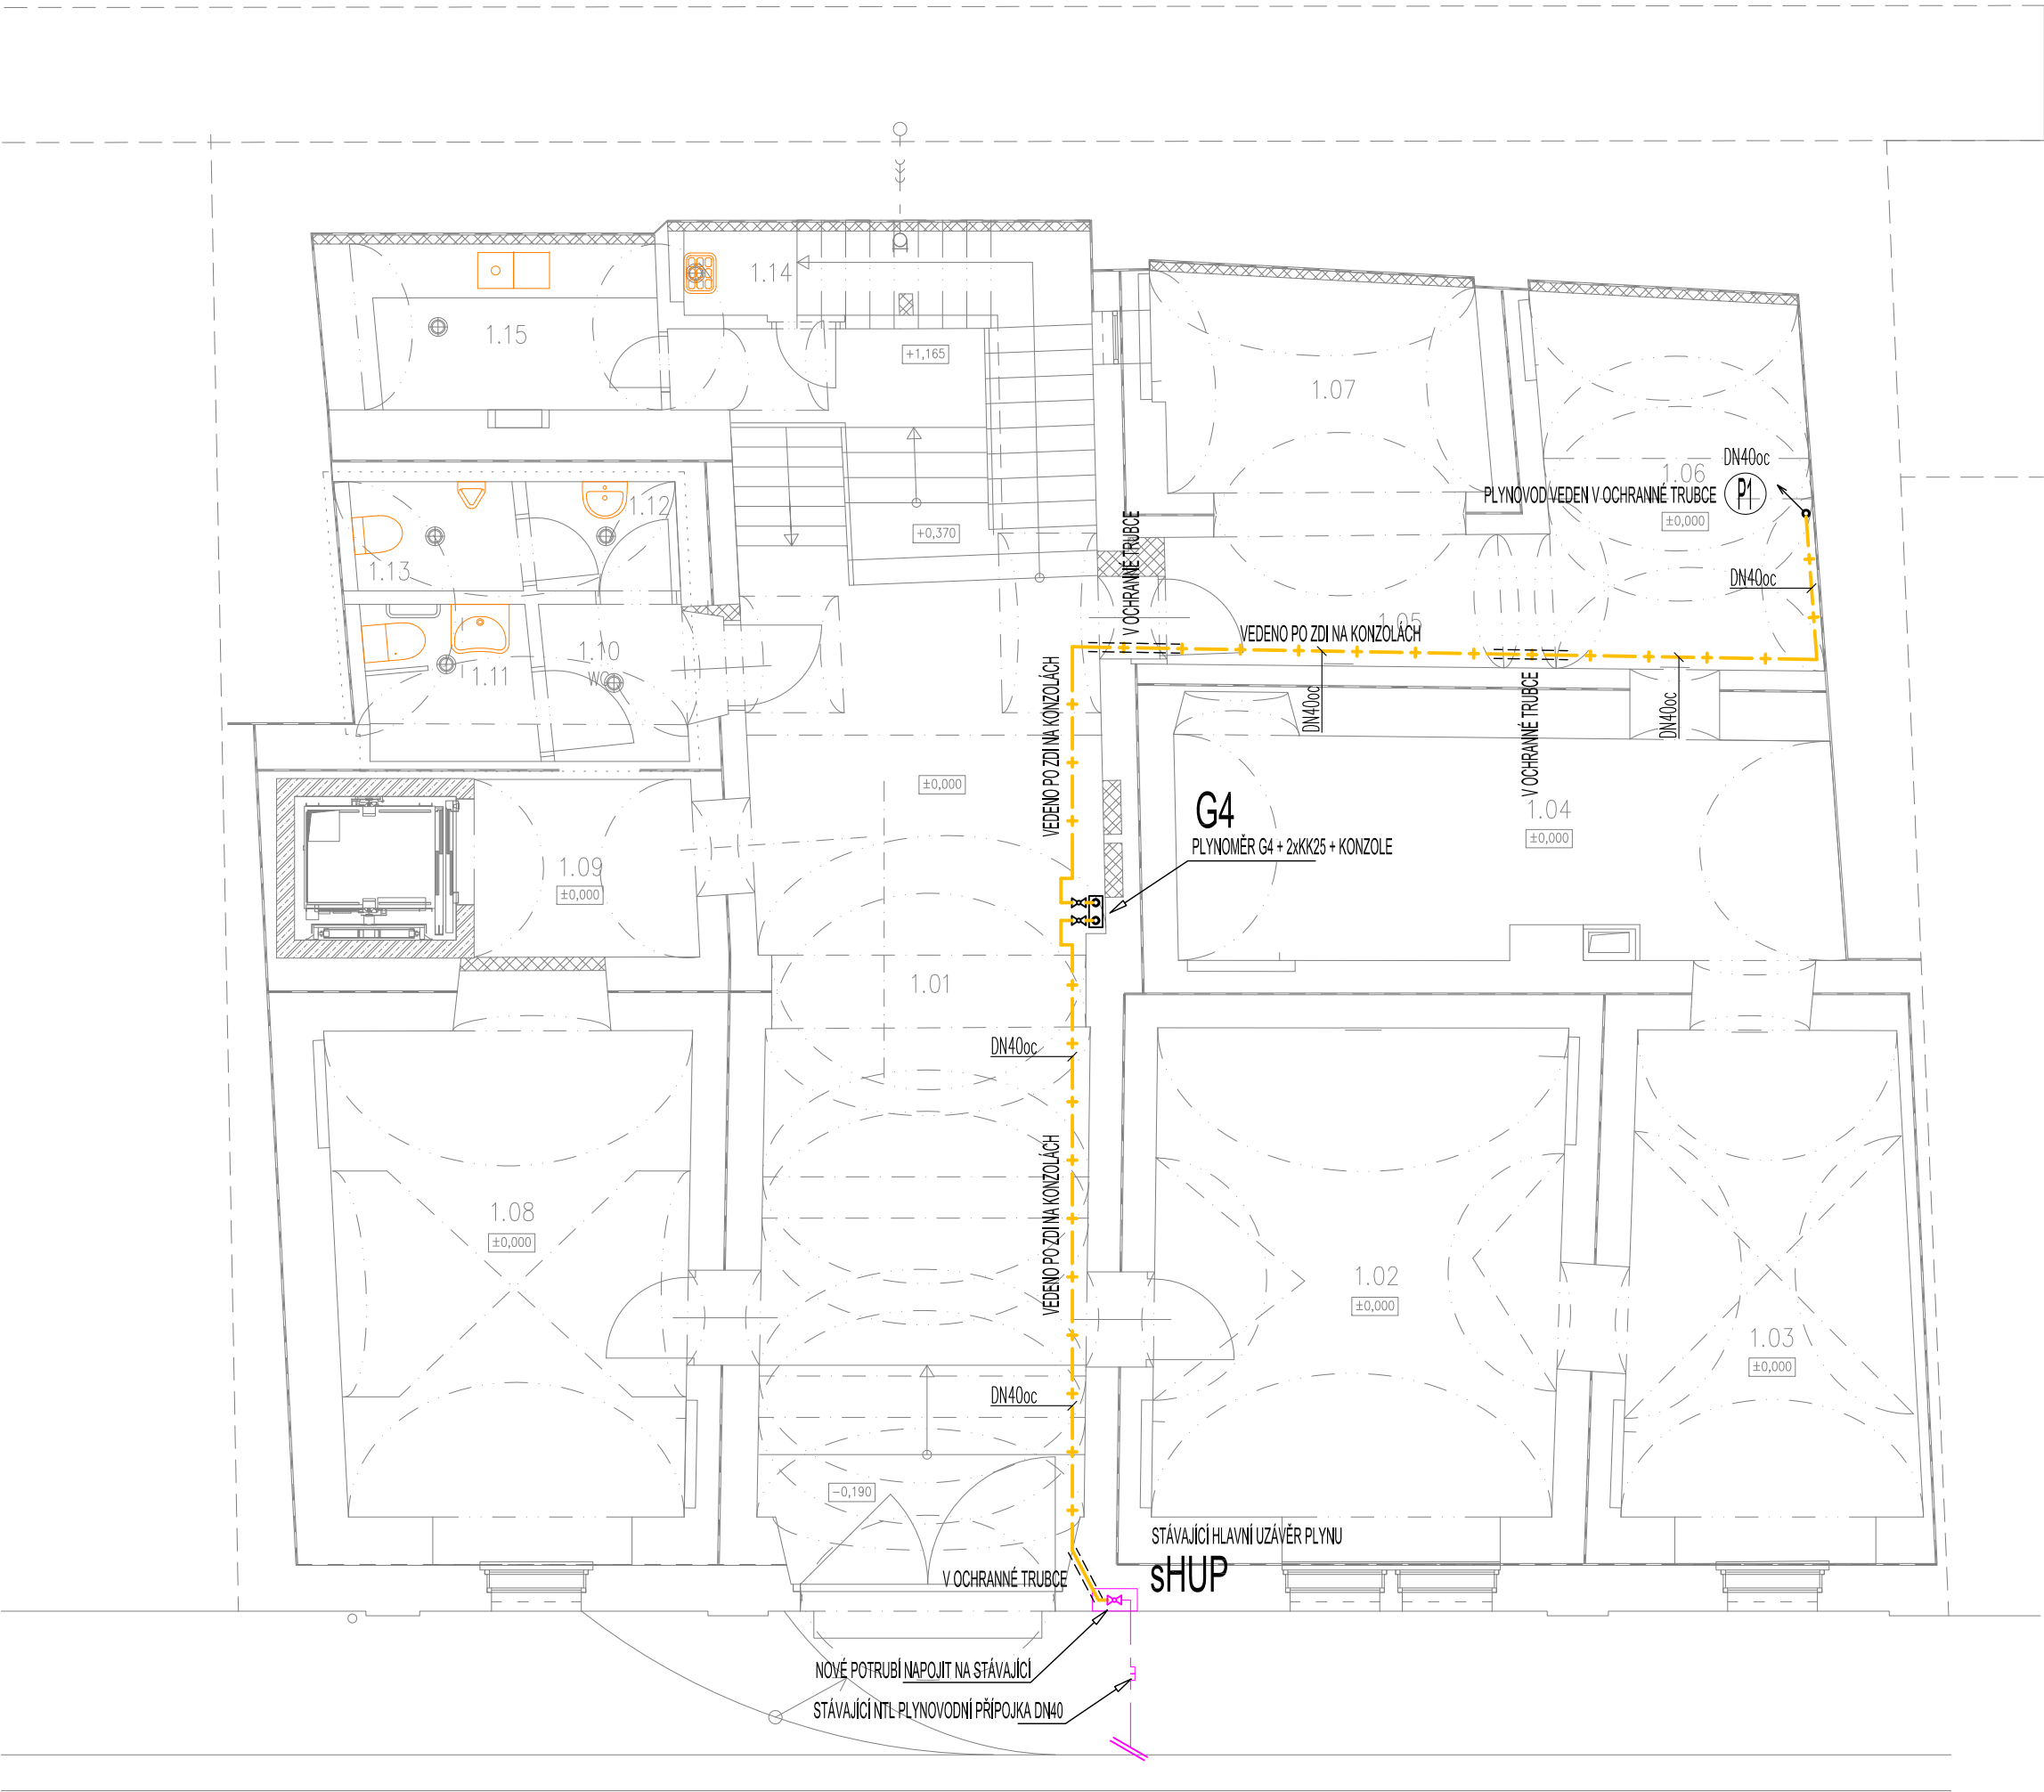 1.14
1.15
+1,165
1.07
DN40oc
1.06
P1
PLYNOVOD VEDEN V OCHRANNÉ TRUBCE
±0,000
1.12
+0,370
V OCHRANNÉ TRUBCE
1.13
DN40oc
1.05
VEDENO PO ZDI NA KONZOLÁCH
1.10
WC
1.11
VEDENO PO ZDI NA KONZOLÁCH
DN40oc
DN40oc
V OCHRANNÉ TRUBCE
±0,000
G4
PLYNOMĚR G4 + 2xKK25 + KONZOLE
1.04
±0,000
1.09
±0,000
1.01
DN40oc
VEDENO PO ZDI NA KONZOLÁCH
1.08
±0,000
1.02
±0,000
1.03
±0,000
DN40oc
-0,190
STÁVAJÍCÍ HLAVNÍ UZÁVĚR PLYNU
sHUP
V OCHRANNÉ TRUBCE
NOVÉ POTRUBÍ NAPOJIT NA STÁVAJÍCÍ
STÁVAJÍCÍ NTL PLYNOVODNÍ PŘÍPOJKA DN40